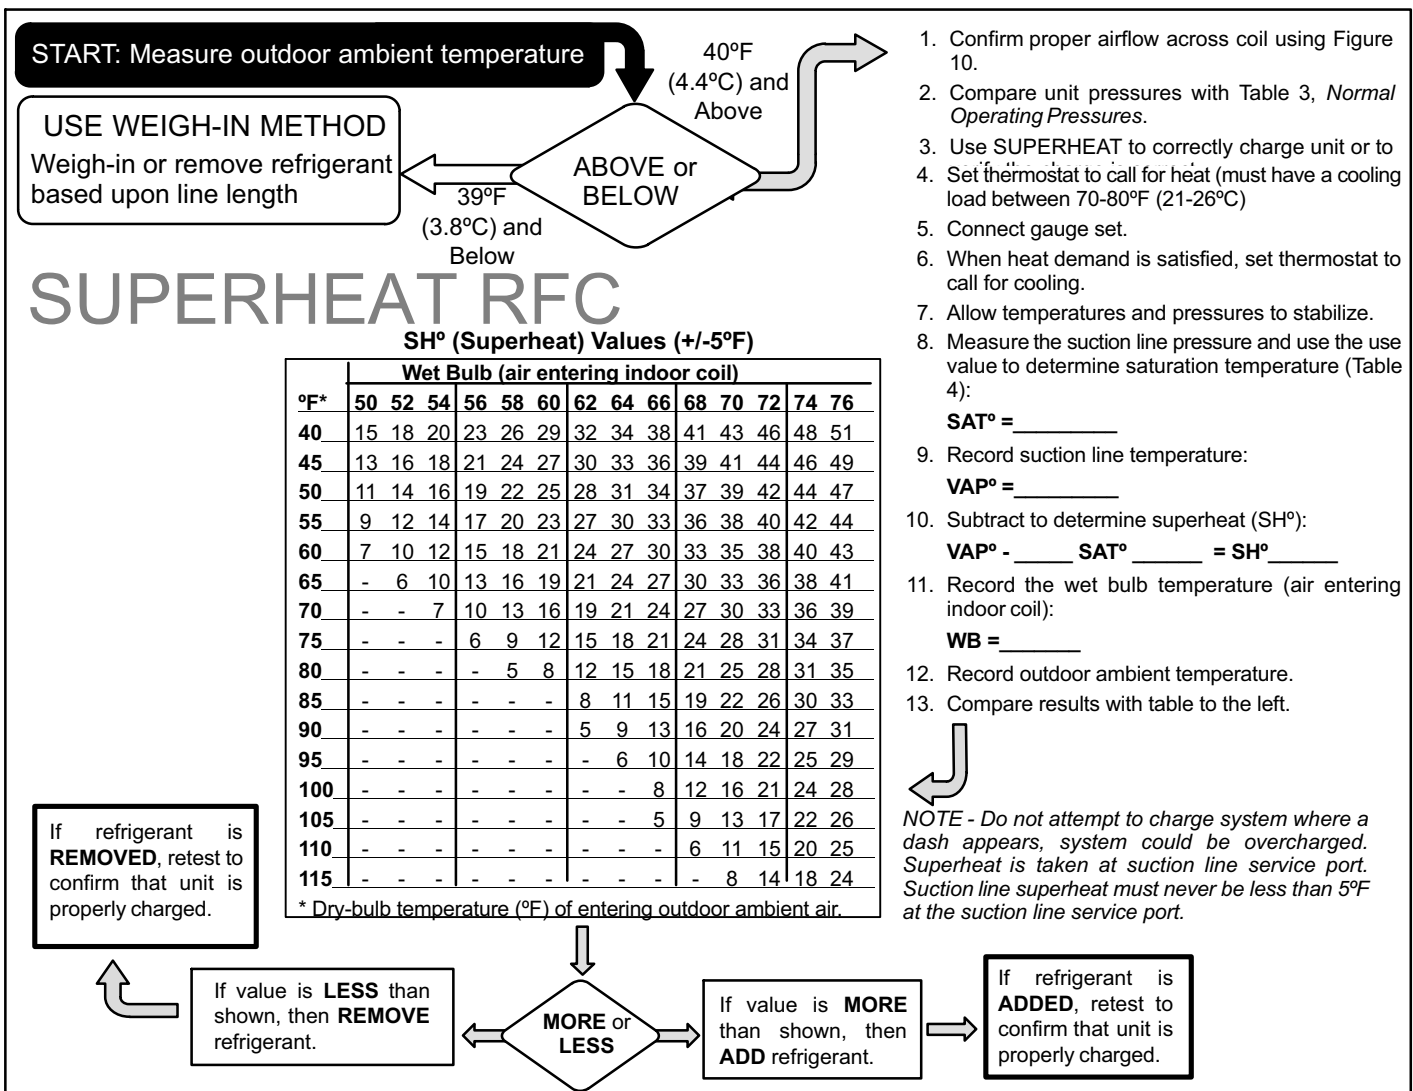 START: Measure outdoor ambient temperature
40ºF
(4.4ºC) and
Above
USE WEIGH-IN METHOD
Weigh-in or remove refrigerant
based upon line length
ABOVE or
BELOW
39ºF
(3.8ºC) and
Below
SUPERHEAT RFC
SHº (Superheat) Values (+/-5ºF)
Wet Bulb (air entering indoor coil)
ºF* 50 52 54 56 58 60 62 64 66 68 70 72 74 76
40 15 18 20 23 26 29 32 34 38 41 43 46 48 51
45 13 16 18 21 24 27 30 33 36 39 41 44 46 49
50 11 14 16 19 22 25 28 31 34 37 39 42 44 47
55 9 12 14 17 20 23 27 30 33 36 38 40 42 44
60 7 10 12 15 18 21 24 27 30 33 35 38 40 43
65 - 6 10 13 16 19 21 24 27 30 33 36 38 41
70 - - 7 10 13 16 19 21 24 27 30 33 36 39
75 - - - 6 9 12 15 18 21 24 28 31 34 37
80 - - - - 5 8 12 15 18 21 25 28 31 35
85 - - - - - - 8 11 15 19 22 26 30 33
90 - - - - - - 5 9 13 16 20 24 27 31
95 - - - - - - - 6 10 14 18 22 25 29
100 - - - - - - - - 8 12 16 21 24 28
105 - - - - - - - - 5 9 13 17 22 26
110 - - - - - - - - - 6 11 15 20 25
115 - - - - - - - - - - 8 14 18 24
* Dry-bulb temperature (ºF) of entering outdoor ambient air.
1. Confirm proper airflow across coil using Figure
10.
2. Compare unit pressures with Table 3, Normal
Operating Pressures.
3. Use SUPERHEAT to correctly charge unit or to
4. Set thermostat to call for heat (must have a cooling
load between 70-80ºF (21-26ºC)
5. Connect gauge set.
6. When heat demand is satisfied, set thermostat to
call for cooling.
7. Allow temperatures and pressures to stabilize.
8. Measure the suction line pressure and use the use
value to determine saturation temperature (Table
4):
SATº =_________
9. Record suction line temperature:
VAPº =_________
10. Subtract to determine superheat (SHº):
VAPº - _____ SATº ______ = SHº______
11. Record the wet bulb temperature (air entering
indoor coil):
WB =_______
12. Record outdoor ambient temperature.
13. Compare results with table to the left.
NOTE - Do not attempt to charge system where a
dash appears, system could be overcharged.
Superheat is taken at suction line service port.
Suction line superheat must never be less than 5ºF
at the suction line service port.
If refrigerant is
REMOVED, retest to
confirm that unit is
properly charged.
If value is LESS than
shown, then REMOVE
refrigerant.
MORE or
LESS
If value is MORE
than shown, then
ADD refrigerant.
If refrigerant is
ADDED, retest to
confirm that unit is
properly charged.